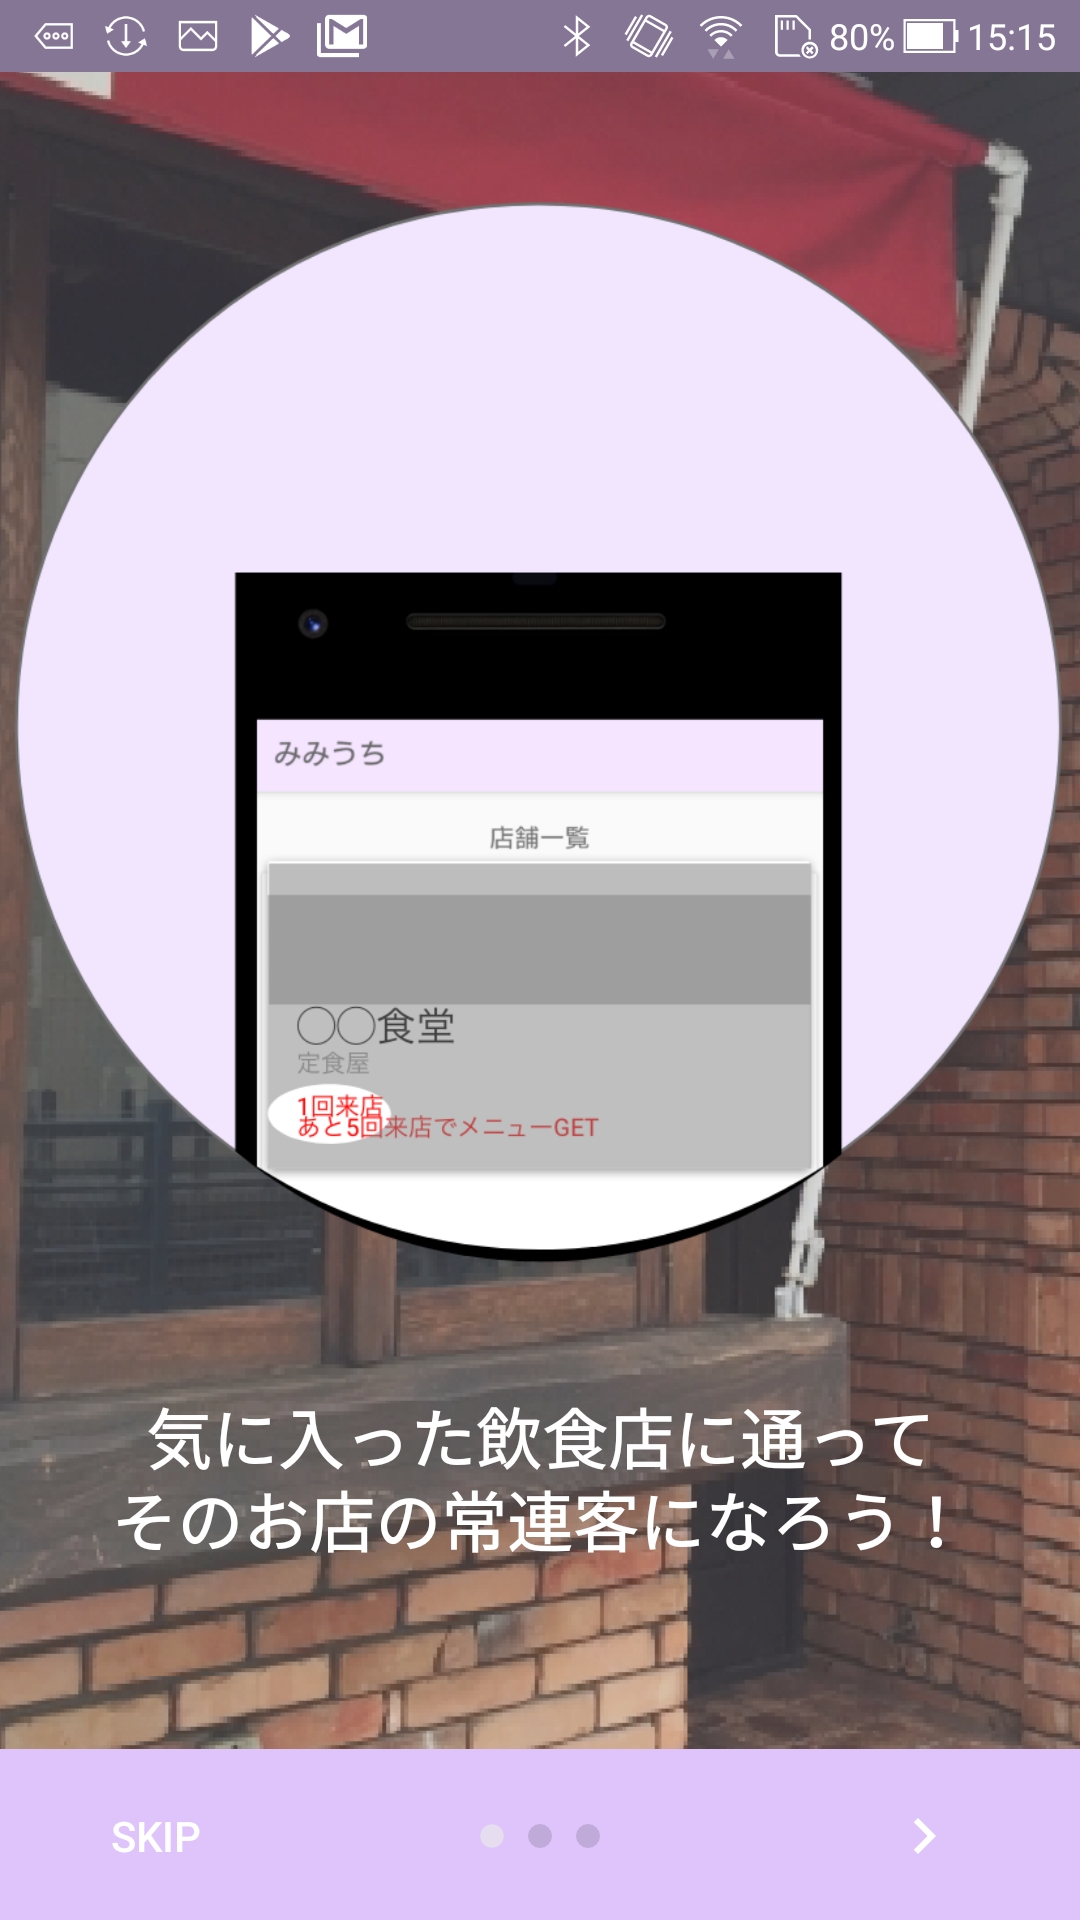 80% 15:15
みみうち
店舗一覧
〇〇食堂
定食屋
1回来店
あと5回来店でメニューGET
気に入った飲食店に通って
そのお店の常連客になろう！
SKIP